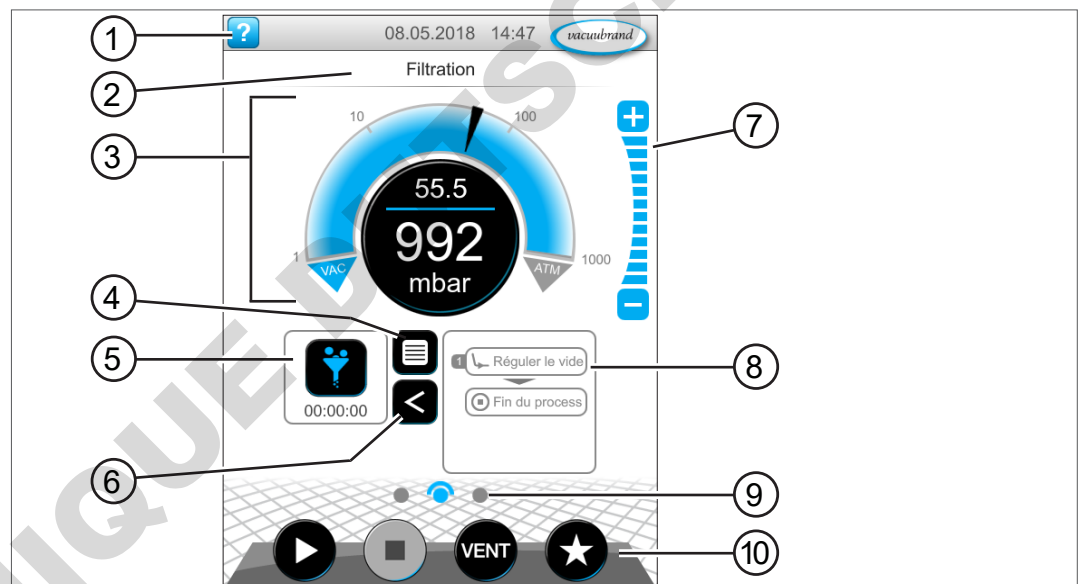 1
?
08.05.2018 14:47
vacuubrand
2
Filtration
3
10
100
1
1000
VAC
ATM
55.5
992
mbar
+
7
−
4
5
00:00:00
<
6
1 Réguler le vide
Fin du process
8
9
VENT
10